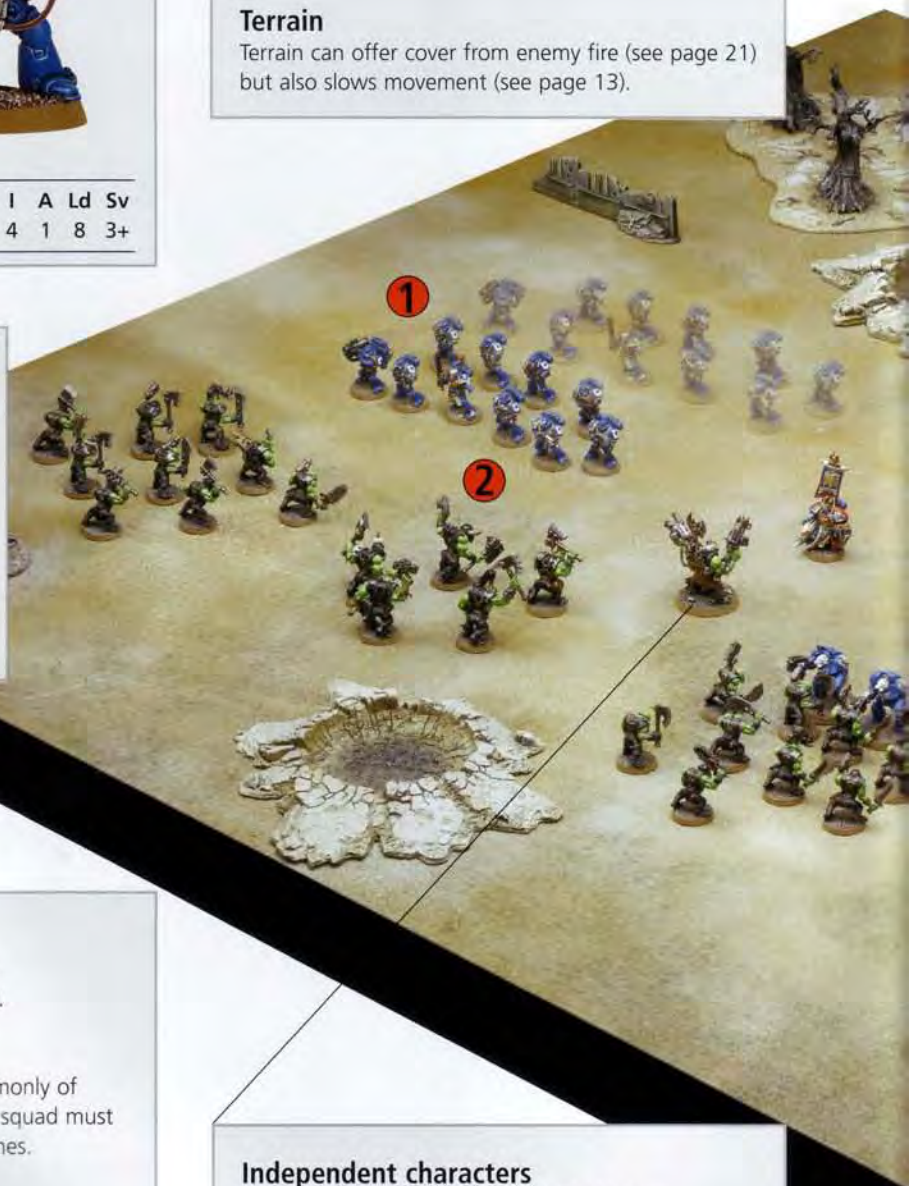 Terrain
Terrain can offer cover from enemy fire (see page 21)
but also slows movement (see page 13).
I A Ld Sv
4 1 8 3+
1
2
of
squad must
Independent characters